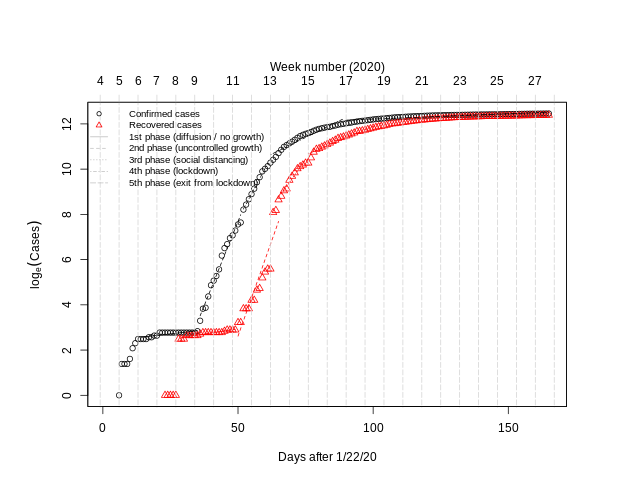 Week number (2020)
4 5 6 7 8 9 11 13 15 17 19 21 23 25 27
Confirmed cases
Recovered cases
1st phase (diffusion / no growth)
2nd phase (uncontrolled growth)
3rd phase (social distancing)
4th phase (lockdown)
5th phase (exit from lockdown)
12
10
8
6
4
2
0
loge(Cases)
0 50 100 150
Days after 1/22/20